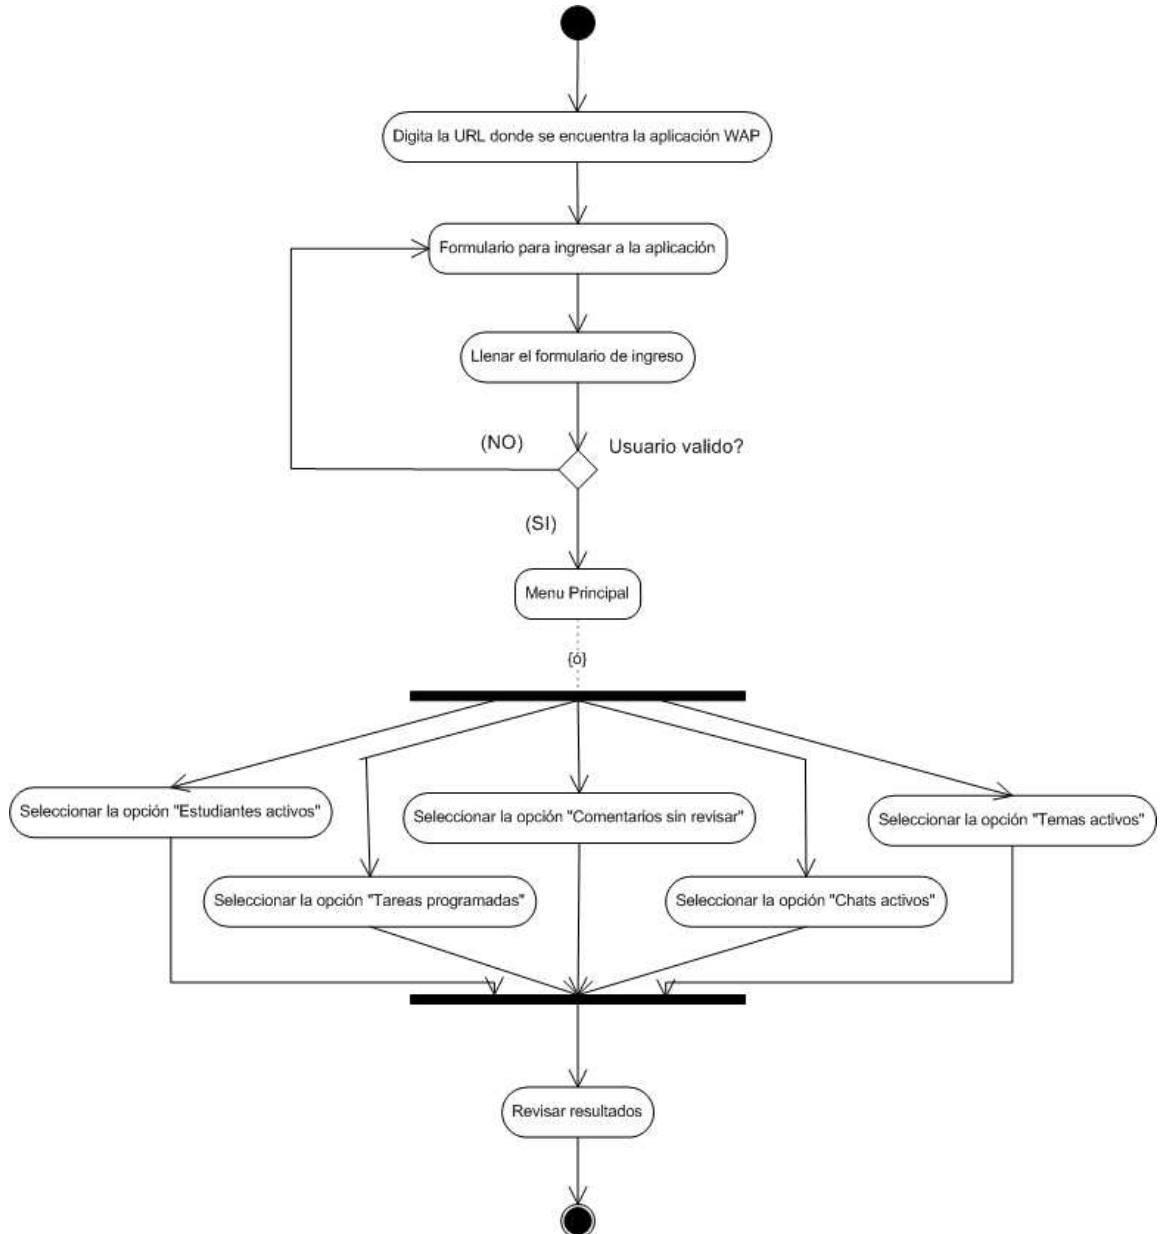 Digita la URL donde se encuentra la aplicación WAP
Formulario para ingresar a la aplicación
Llenar el formulario de ingreso
(NO)
Usuario valido?
(SI)
Menu Principal
{ó}
Seleccionar la opción "Estudiantes activos"
Seleccionar la opción "Comentarios sin revisar"
Seleccionar la opción "Temas activos"
Seleccionar la opción "Tareas programadas"
Seleccionar la opción "Chats activos"
Revisar resultados